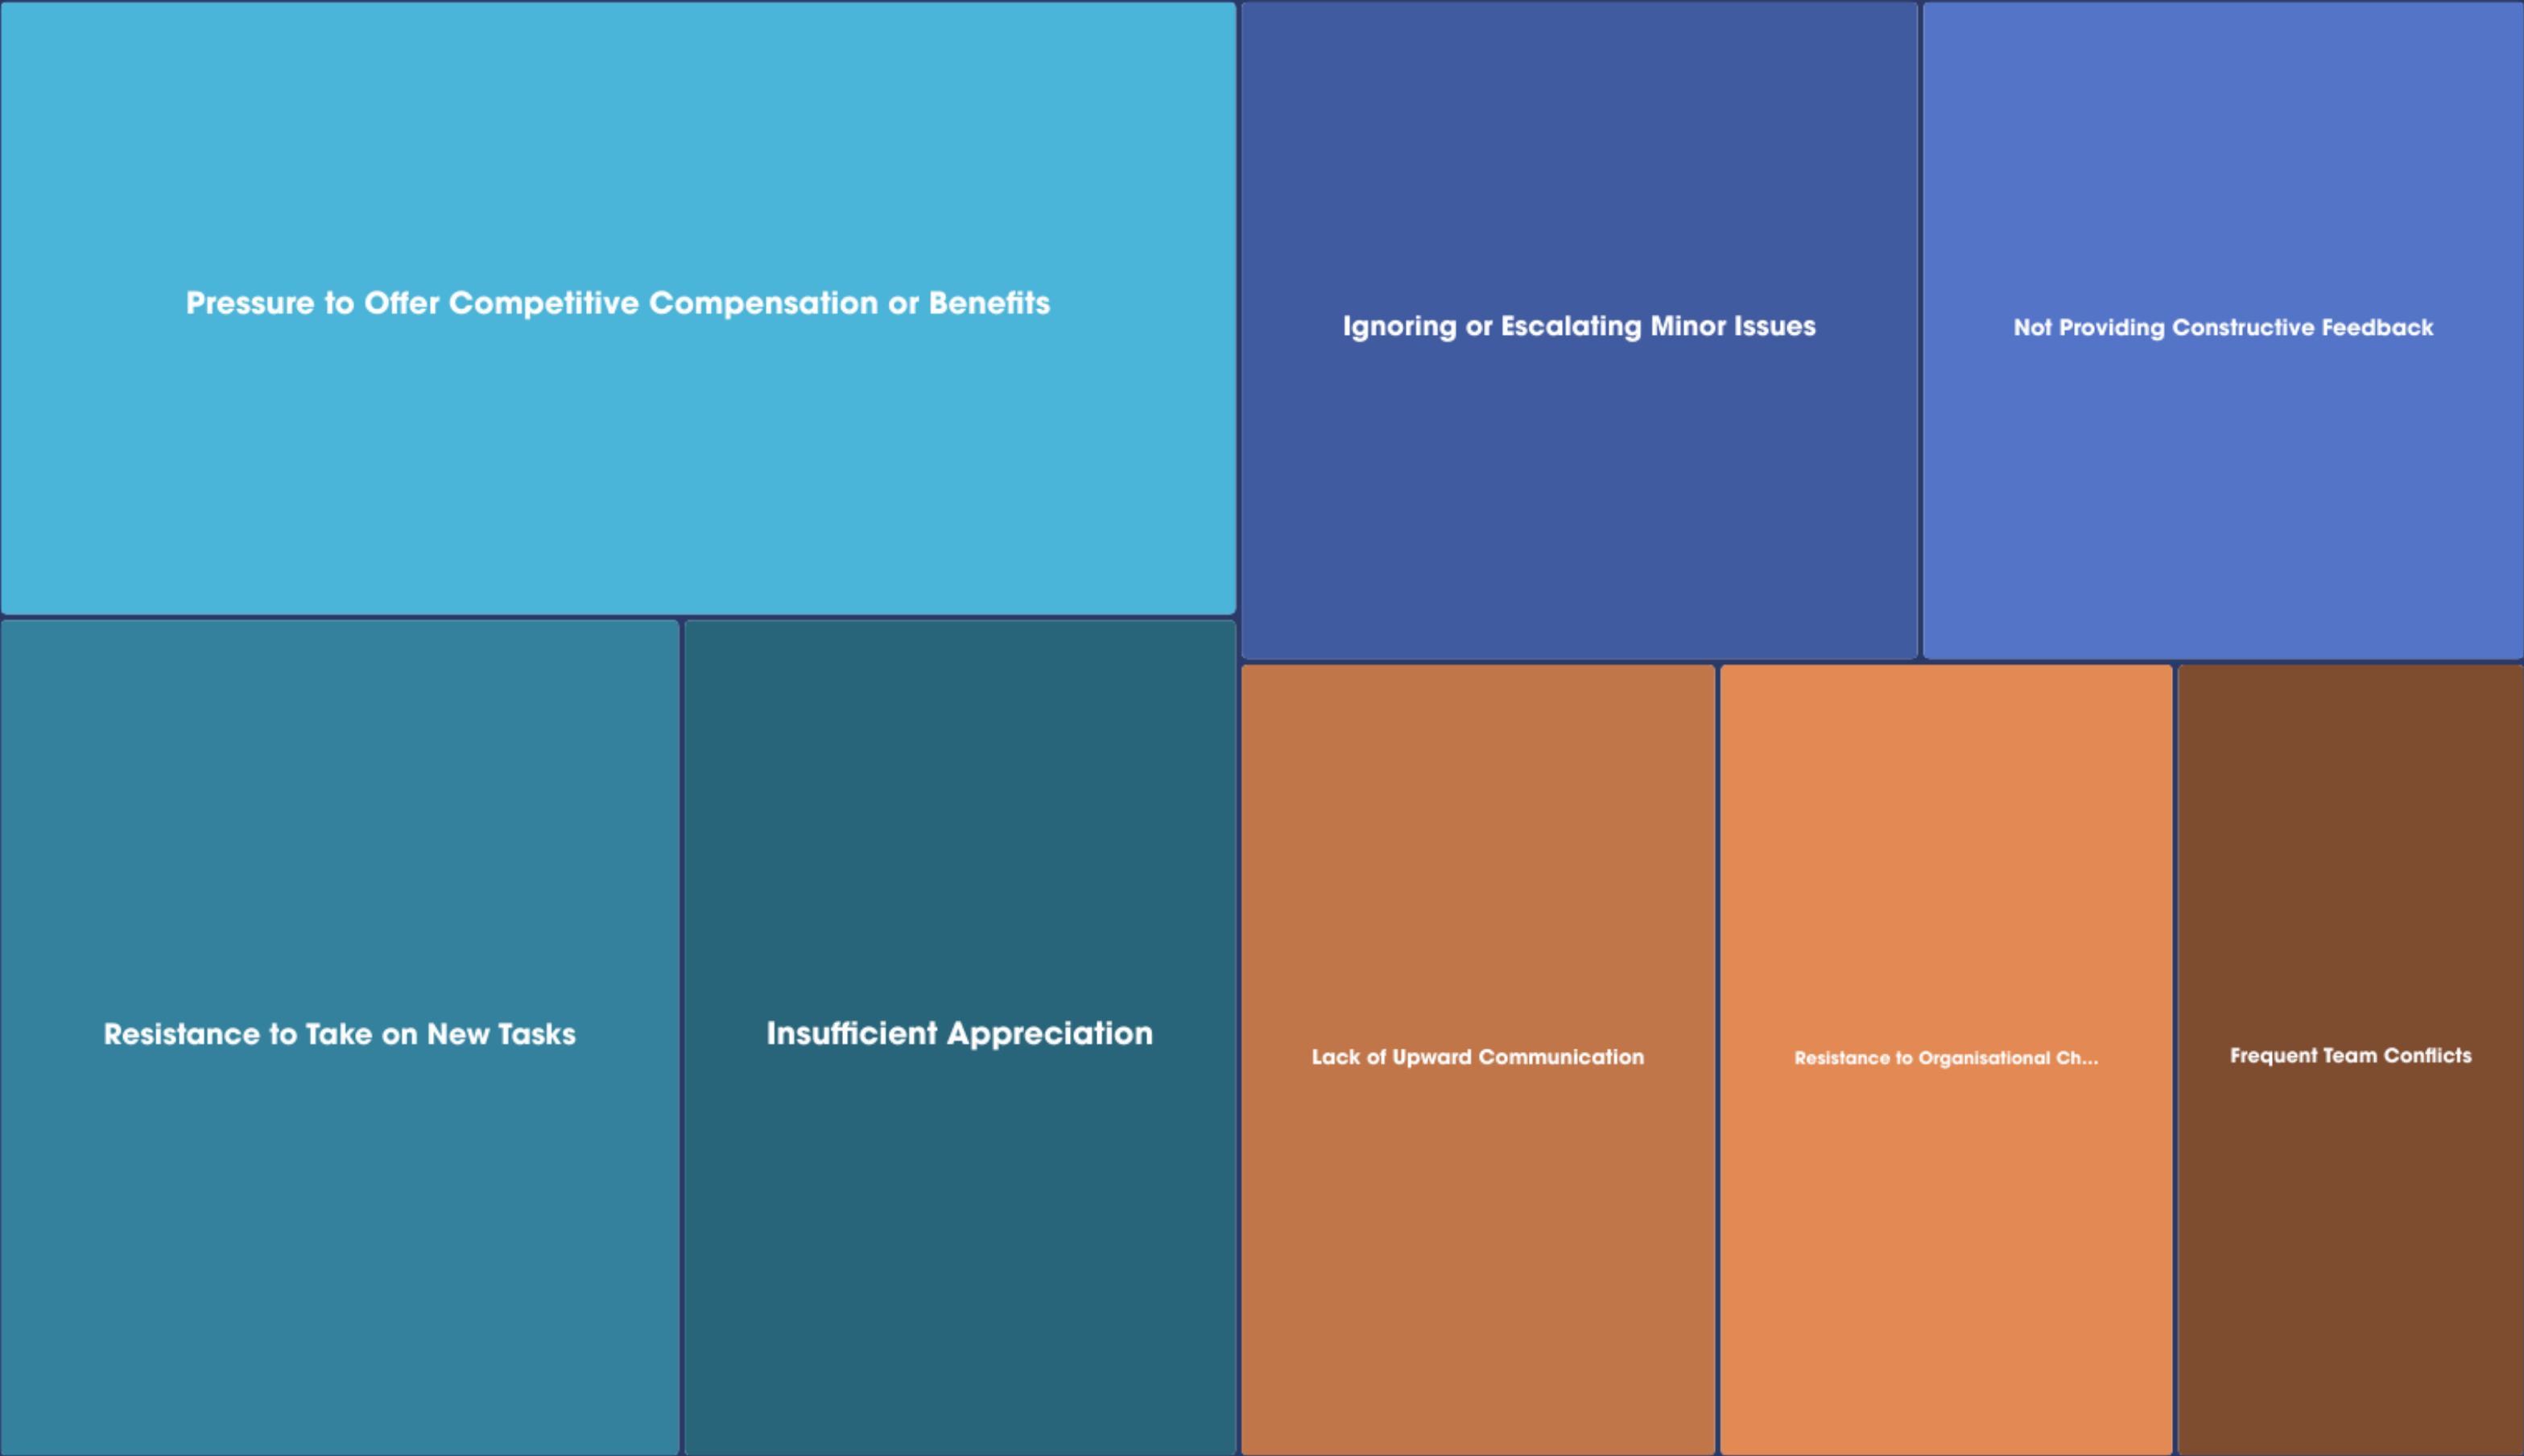 Pressure to Offer Competitive Compensation or Benefits
Ignoring or Escalating Minor Issues
Not Providing Constructive Feedback
Resistance to Take on New Tasks
Insufficient Appreciation
Lack of Upward Communication
Resistance to Organisational Ch...
Frequent Team Conflicts